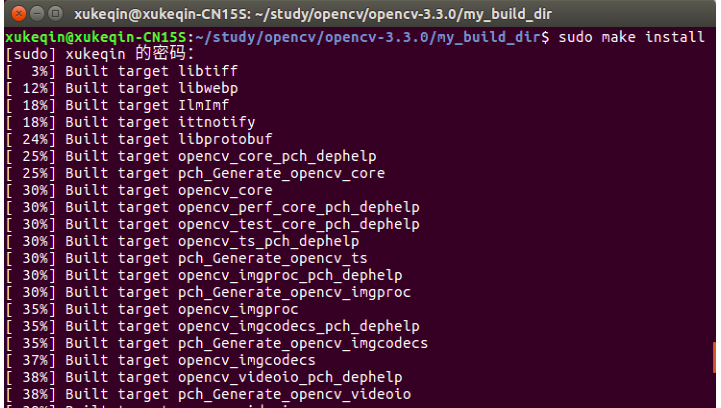 xukeqin@xukeqin-CN15S: ~/study/opencv/opencv-3.3.0/my_build_dir
xukeqin@xukeqin-CN15S:~/study/opencv/opencv-3.3.0/my_build_dir$ sudo make install
[sudo] xukeqin 的密码：
[  3%] Built target libtiff
[ 12%] Built target libwebp
[ 18%] Built target IlmImf
[ 18%] Built target ittnotify
[ 24%] Built target libprotobuf
[ 25%] Built target opencv_core_pch_dephelp
[ 25%] Built target pch_Generate_opencv_core
[ 30%] Built target opencv_core
[ 30%] Built target opencv_perf_core_pch_dephelp
[ 30%] Built target opencv_test_core_pch_dephelp
[ 30%] Built target opencv_ts_pch_dephelp
[ 30%] Built target pch_Generate_opencv_ts
[ 30%] Built target opencv_imgproc_pch_dephelp
[ 30%] Built target pch_Generate_opencv_imgproc
[ 35%] Built target opencv_imgproc
[ 35%] Built target opencv_imgcodecs_pch_dephelp
[ 35%] Built target pch_Generate_opencv_imgcodecs
[ 37%] Built target opencv_imgcodecs
[ 38%] Built target opencv_videoio_pch_dephelp
[ 38%] Built target pch_Generate_opencv_videoio